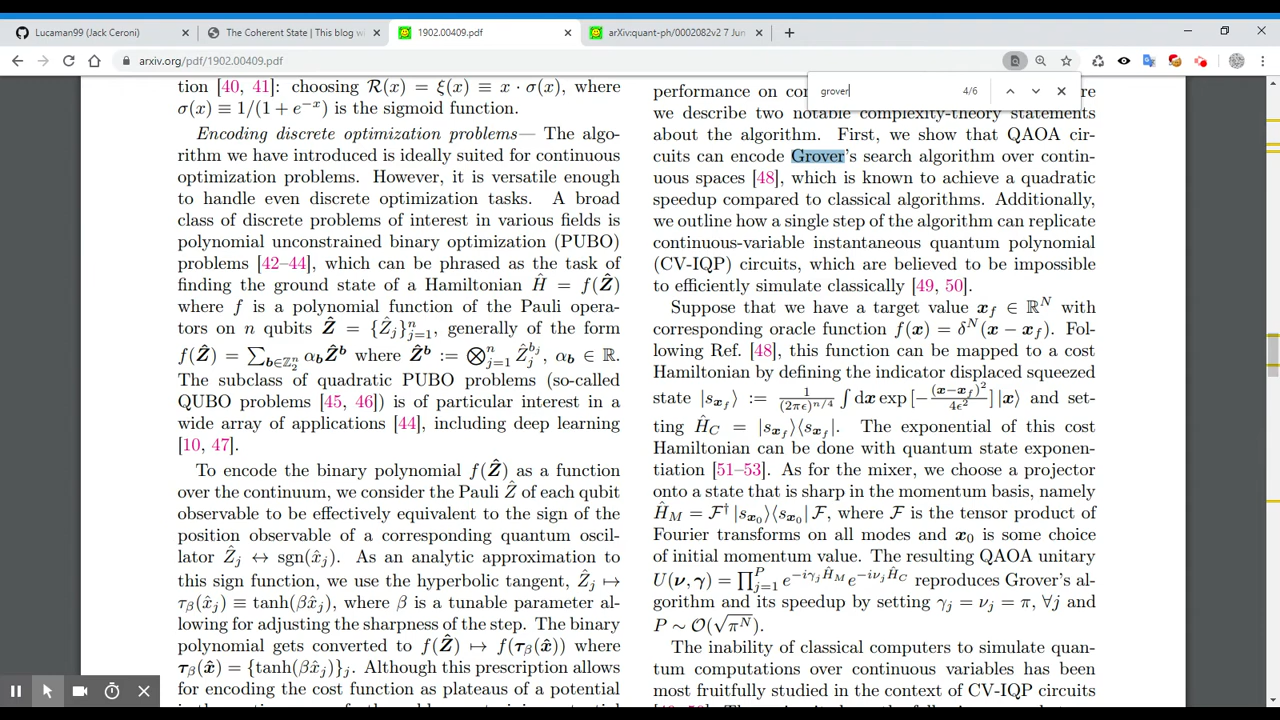 Lucaman99 (Jack Ceroni)
The Coherent State | This blog w
1902.00409.pdf
arXiv:quant-ph/0002082v2 7 Jun
arxiv.org/pdf/1902.00409.pdf
grover
4/6
tion [40, 41]: choosing R(x) = ξ(x) ≡ x · σ(x), where
σ(x) ≡ 1/(1 + e^{−x}) is the sigmoid function.
Encoding discrete optimization problems— The algo-
rithm we have introduced is ideally suited for continuous
optimization problems. However, it is versatile enough
to handle even discrete optimization tasks. A broad
class of discrete problems of interest in various fields is
polynomial unconstrained binary optimization (PUBO)
problems [42–44], which can be phrased as the task of
finding the ground state of a Hamiltonian Ĥ = f(Ẑ)
where f is a polynomial function of the Pauli opera-
tors on n qubits Ẑ = {Ẑ_j}^n_{j=1}, generally of the form
f(Ẑ) = ∑_{b∈ℤ_2^n} α_b Ẑ^b where Ẑ^b := ⨂^n_{j=1} Ẑ_j^{b_j}, α_b ∈ ℝ.
The subclass of quadratic PUBO problems (so-called
QUBO problems [45, 46]) is of particular interest in a
wide array of applications [44], including deep learning
[10, 47].
To encode the binary polynomial f(Ẑ) as a function
over the continuum, we consider the Pauli Ẑ of each qubit
observable to be effectively equivalent to the sign of the
position observable of a corresponding quantum oscil-
lator Ẑ_j ↔ sgn(x̂_j). As an analytic approximation to
this sign function, we use the hyperbolic tangent, Ẑ_j ↦
τ_β(x̂_j) ≡ tanh(βx̂_j), where β is a tunable parameter al-
lowing for adjusting the sharpness of the step. The binary
polynomial gets converted to f(Ẑ) ↦ f(τ_β(x̂)) where
τ_β(x̂) = {tanh(βx̂_j)}_j. Although this prescription allows
for encoding the cost function as plateaus of a potential
performance on con
re
we describe two notable complexity-theory statements
about the algorithm. First, we show that QAOA cir-
cuits can encode Grover's search algorithm over contin-
uous spaces [48], which is known to achieve a quadratic
speedup compared to classical algorithms. Additionally,
we outline how a single step of the algorithm can replicate
continuous-variable instantaneous quantum polynomial
(CV-IQP) circuits, which are believed to be impossible
to efficiently simulate classically [49, 50].
Suppose that we have a target value x_f ∈ ℝ^N with
corresponding oracle function f(x) = δ^N(x − x_f). Fol-
lowing Ref. [48], this function can be mapped to a cost
Hamiltonian by defining the indicator displaced squeezed
state |s_{x_f}⟩ := 1/(2πϵ)^{n/4} ∫ dx exp[−(x−x_f)^2/4ϵ^2] |x⟩ and set-
ting Ĥ_C = |s_{x_f}⟩⟨s_{x_f}|. The exponential of this cost
Hamiltonian can be done with quantum state exponen-
tiation [51–53]. As for the mixer, we choose a projector
onto a state that is sharp in the momentum basis, namely
Ĥ_M = F^† |s_{x_0}⟩⟨s_{x_0}| F, where F is the tensor product of
Fourier transforms on all modes and x_0 is some choice
of initial momentum value. The resulting QAOA unitary
U(ν, γ) = ∏^P_{j=1} e^{−iγ_jĤ_M} e^{−iν_jĤ_C} reproduces Grover's al-
gorithm and its speedup by setting γ_j = ν_j = π, ∀j and
P ∼ O(√π^N).
The inability of classical computers to simulate quan-
tum computations over continuous variables has been
most fruitfully studied in the context of CV-IQP circuits